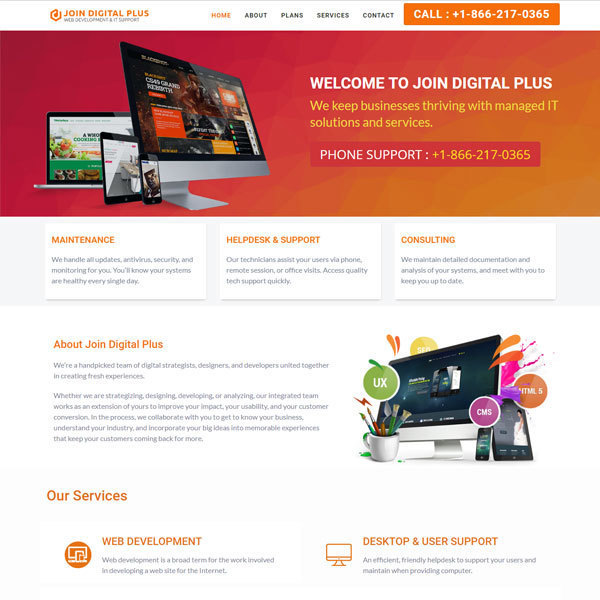 JOIN DIGITAL PLUS
WEB DEVELOPMENT & IT SUPPORT
HOME ABOUT PLANS SERVICES CONTACT
CALL : +1-866-217-0365
WELCOME TO JOIN DIGITAL PLUS
We keep businesses thriving with managed IT
solutions and services.
PHONE SUPPORT : +1-866-217-0365
CS49 GRAND
REBIRTH
MAINTENANCE
We handle all updates, antivirus, security, and
monitoring for you. You'll know your systems
are healthy every single day.
HELPDESK & SUPPORT
Our technicians assist your users via phone,
remote session, or office visits. Access quality
tech support quickly.
CONSULTING
We maintain detailed documentation and
analysis of your systems, and meet with you to
keep you up to date.
About Join Digital Plus
We're a handpicked team of digital strategists, designers, and developers united together
in creating fresh experiences.
Whether we are strategizing, designing, developing, or analyzing, our integrated team
works as an extension of yours to improve your impact, your usability, and your customer
conversion. In the process, we collaborate with you to get to know your business,
understand your industry, and incorporate your big ideas into memorable experiences
that keep your customers coming back for more.
SEO
UX
HTML 5
CMS
Our Services
WEB DEVELOPMENT
Web development is a broad term for the work involved
in developing a web site for the Internet.
DESKTOP & USER SUPPORT
An efficient, friendly helpdesk to support your users and
maintain when providing computer.